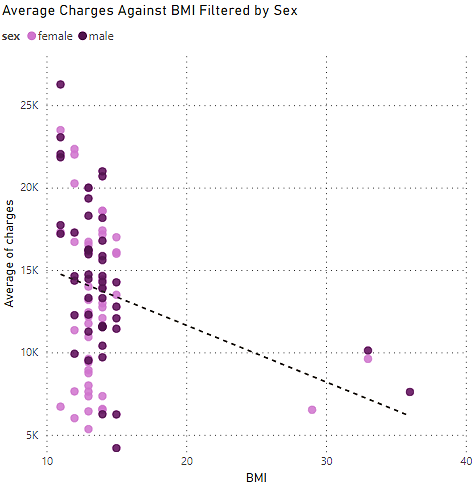 Average Charges Against BMI Filtered by Sex
sex female male
25K
20K
15K
10K
5K
Average of charges
10 20 30 40
BMI